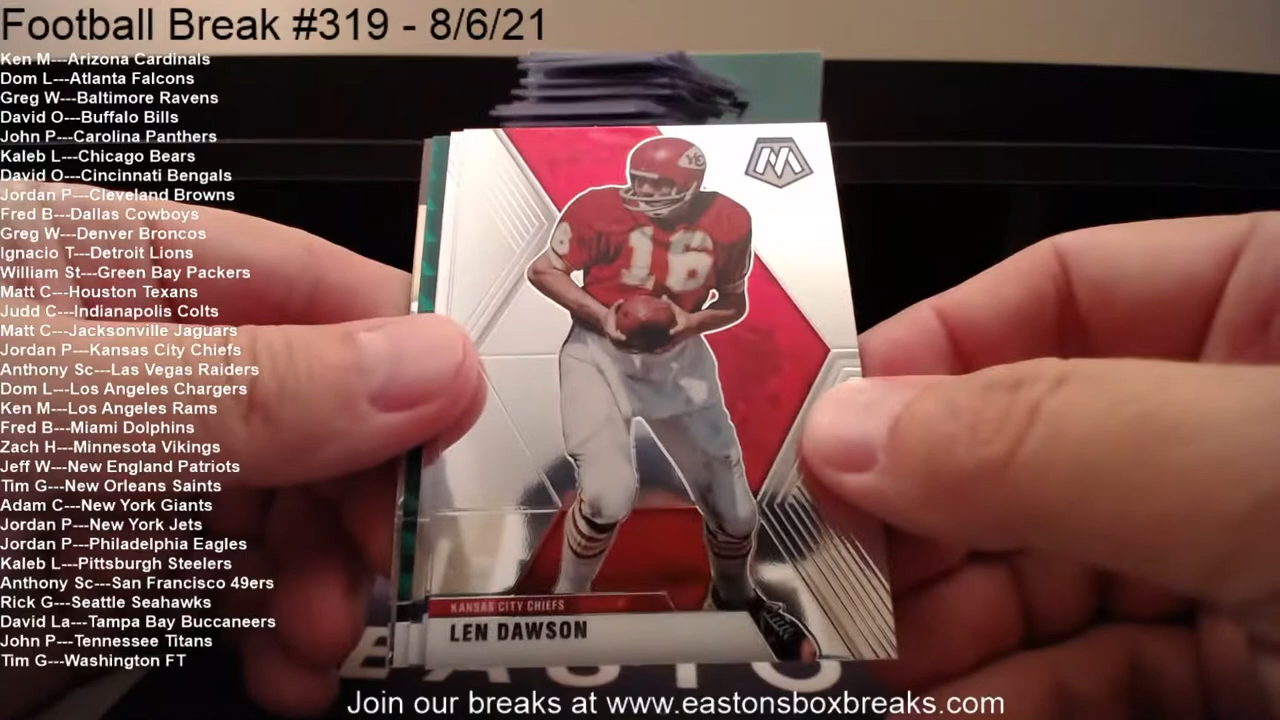 Football Break #319 - 8/6/21
Ken M---Arizona Cardinals
Dom L---Atlanta Falcons
Greg W---Baltimore Ravens
David O---Buffalo Bills
John P---Carolina Panthers
Kaleb L---Chicago Bears
David O---Cincinnati Bengals
Jordan P---Cleveland Browns
Fred B---Dallas Cowboys
Greg W---Denver Broncos
Ignacio T---Detroit Lions
William St---Green Bay Packers
Matt C---Houston Texans
Judd C---Indianapolis Colts
Matt C---Jacksonville Jaguars
Jordan P---Kansas City Chiefs
Anthony Sc---Las Vegas Raiders
Dom L---Los Angeles Chargers
Ken M---Los Angeles Rams
Fred B---Miami Dolphins
Zach H---Minnesota Vikings
Jeff W---New England Patriots
Tim G---New Orleans Saints
Adam C---New York Giants
Jordan P---New York Jets
Jordan P---Philadelphia Eagles
Kaleb L---Pittsburgh Steelers
Anthony Sc---San Francisco 49ers
Rick G---Seattle Seahawks
David La---Tampa Bay Buccaneers
John P---Tennessee Titans
Tim G---Washington FT
M
KC
16
KANSAS CITY CHIEFS
LEN DAWSON
Join our breaks at www.eastonsboxbreaks.com